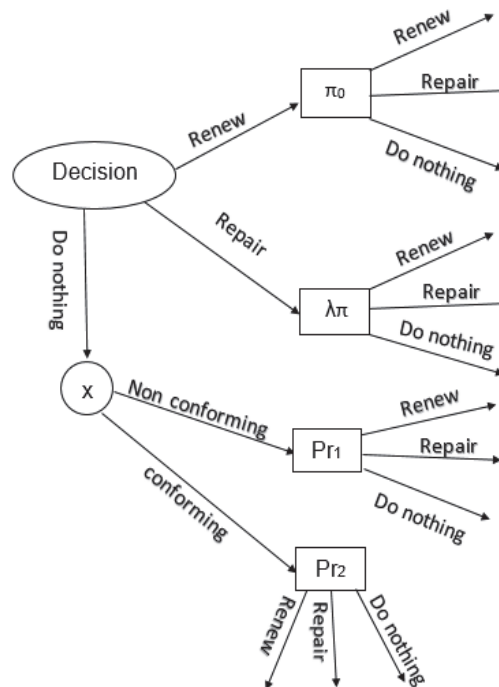 Renew
π₀
Repair
Do nothing
Renew
Decision
Repair
Do nothing
Renew
λπ
Repair
Do nothing
x
Non conforming
conforming
Renew
Pr₁
Repair
Do nothing
Pr₂
Renew
Repair
Do nothing